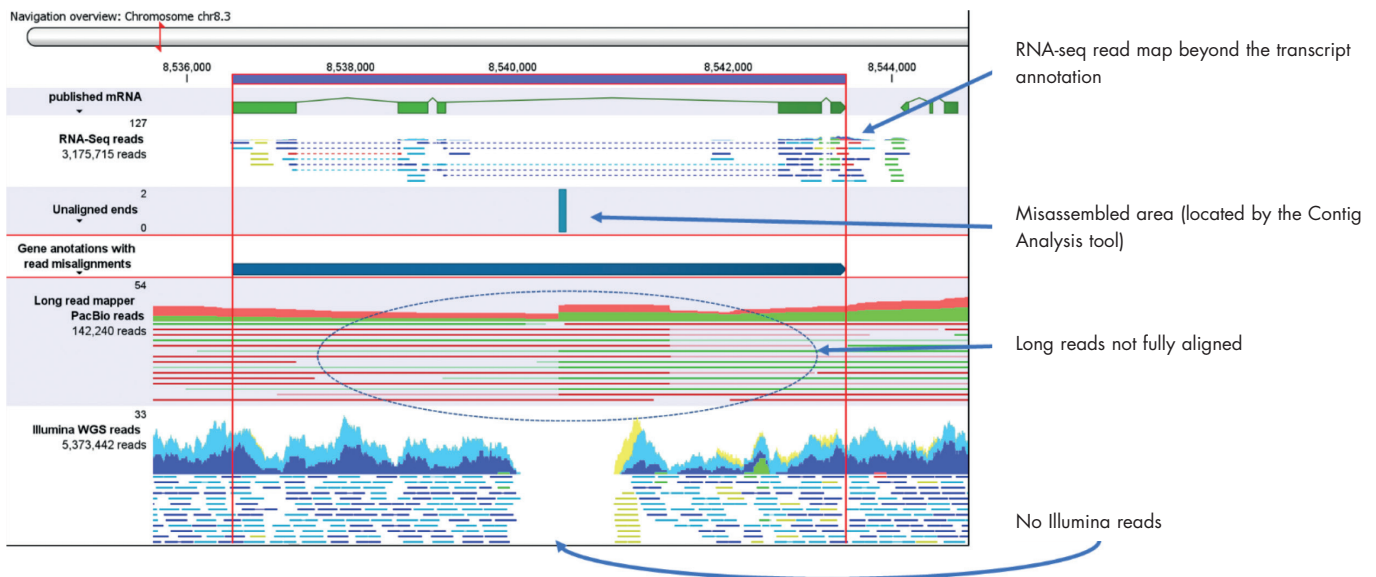 Navigation overview: Chromosome chr8.3
8,536,000
8,538,000
8,540,000
8,542,000
8,544,000
published mRNA
127
RNA-Seq reads
3,175,715 reads
2
Unaligned ends
0
Gene anotations with
read misalignments
54
Long read mapper
PacBio reads
142,240 reads
33
Illumina WGS reads
5,373,442 reads
RNA-seq read map beyond the transcript
annotation
Misassembled area (located by the Contig
Analysis tool)
Long reads not fully aligned
No Illumina reads